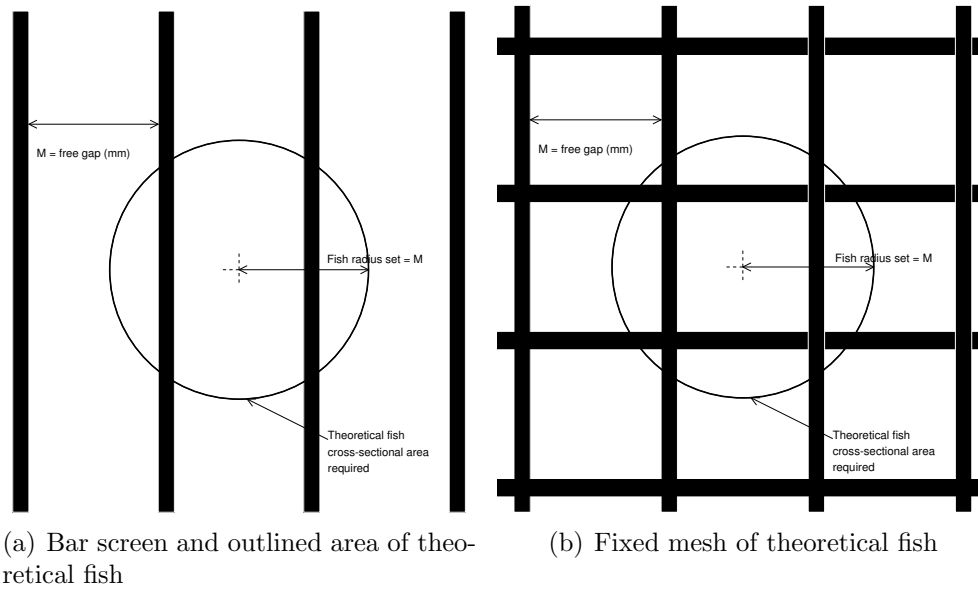 M = free gap (mm)
Fish radius set = M
Theoretical fish
cross-sectional area
required
(a) Bar screen and outlined area of theo-
retical fish
M = free gap (mm)
Fish radius set = M
Theoretical fish
cross-sectional area
required
(b) Fixed mesh of theoretical fish